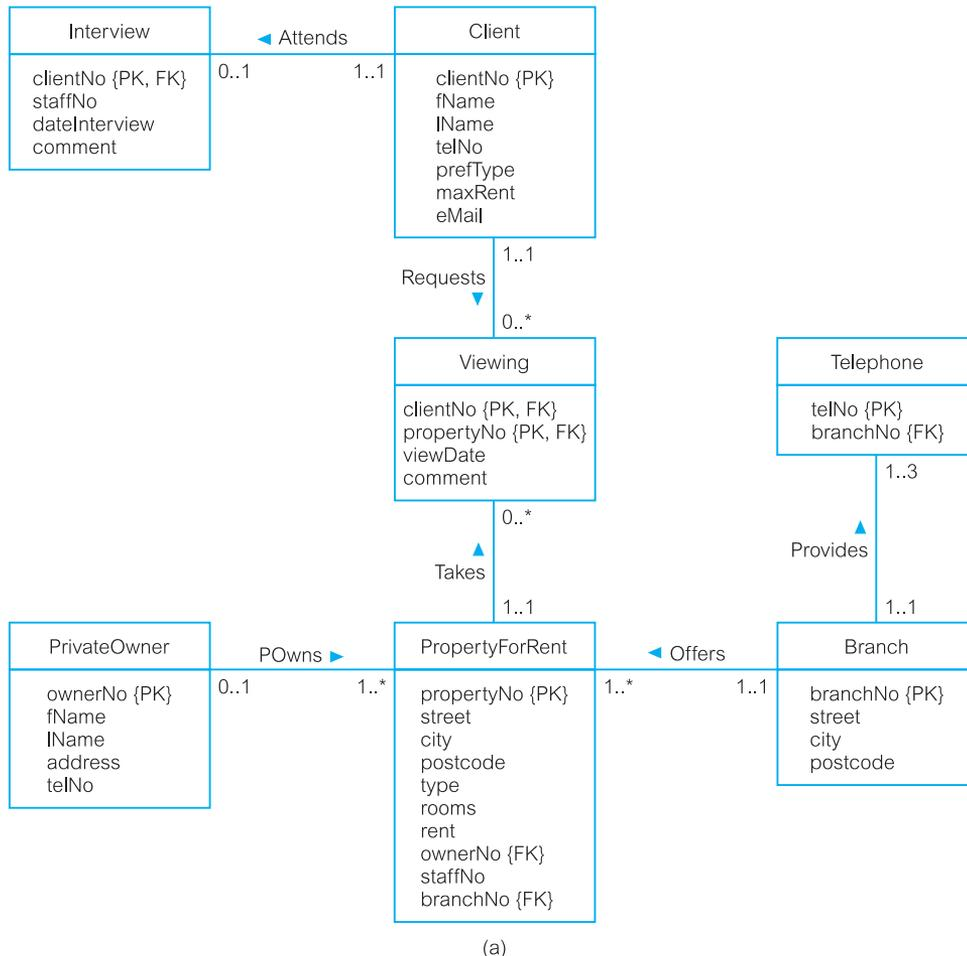 Interview
clientNo {PK, FK}
staffNo
dateInterview
comment
◄ Attends
0..1
1..1
Client
clientNo {PK}
fName
lName
telNo
prefType
maxRent
eMail
1..1
Requests
▼
0..*
Viewing
clientNo {PK, FK}
propertyNo {PK, FK}
viewDate
comment
0..*
▲
Takes
1..1
Telephone
telNo {PK}
branchNo {FK}
1..3
▲
Provides
1..1
PrivateOwner
ownerNo {PK}
fName
lName
address
telNo
POwns ►
0..1
1..*
PropertyForRent
propertyNo {PK}
street
city
postcode
type
rooms
rent
ownerNo {FK}
staffNo
branchNo {FK}
◄ Offers
1..*
1..1
Branch
branchNo {PK}
street
city
postcode
(a)